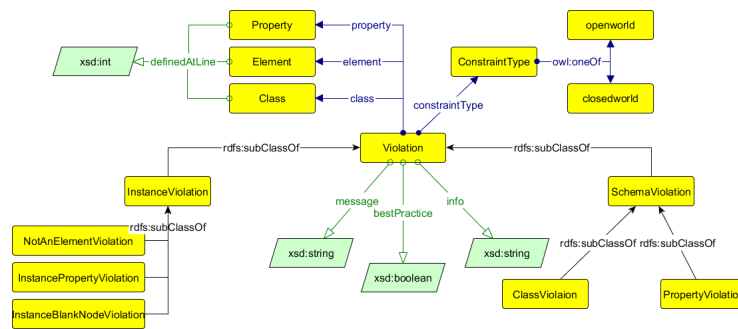 Property
property
openworld
xsd:int
definedAtLine
Element
element
ConstraintType
owl:oneOf
Class
class
closedworld
constraintType
rdfs:subClassOf
Violation
rdfs:subClassOf
InstanceViolation
message
info
SchemaViolation
bestPractice
rdfs:subClassOf
NotAnElementViolation
xsd:string
xsd:string
rdfs:subClassOf
rdfs:subClassOf
InstancePropertyViolation
xsd:boolean
ClassViolaion
PropertyViolation
InstanceBlankNodeViolation